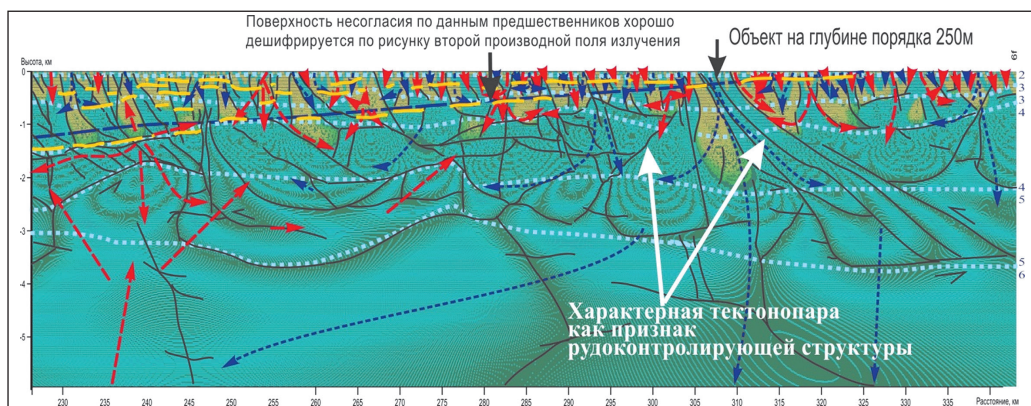 Поверхность несогласия по данным предшественников хорошо
дешифрируется по рисунку второй производной поля излучения
Объект на глубине порядка 250м
Высота, км
6f
0
-1
-2
-3
-4
-5
2
3
3
4
4
5
5
6
Характерная тектонопара
как признак
рудоконтролирующей структуры
230 235 240 247 250 255 260 265 270 275 280 285 290 295 300 305 310 315 320 325 330 335 Расстояние, км